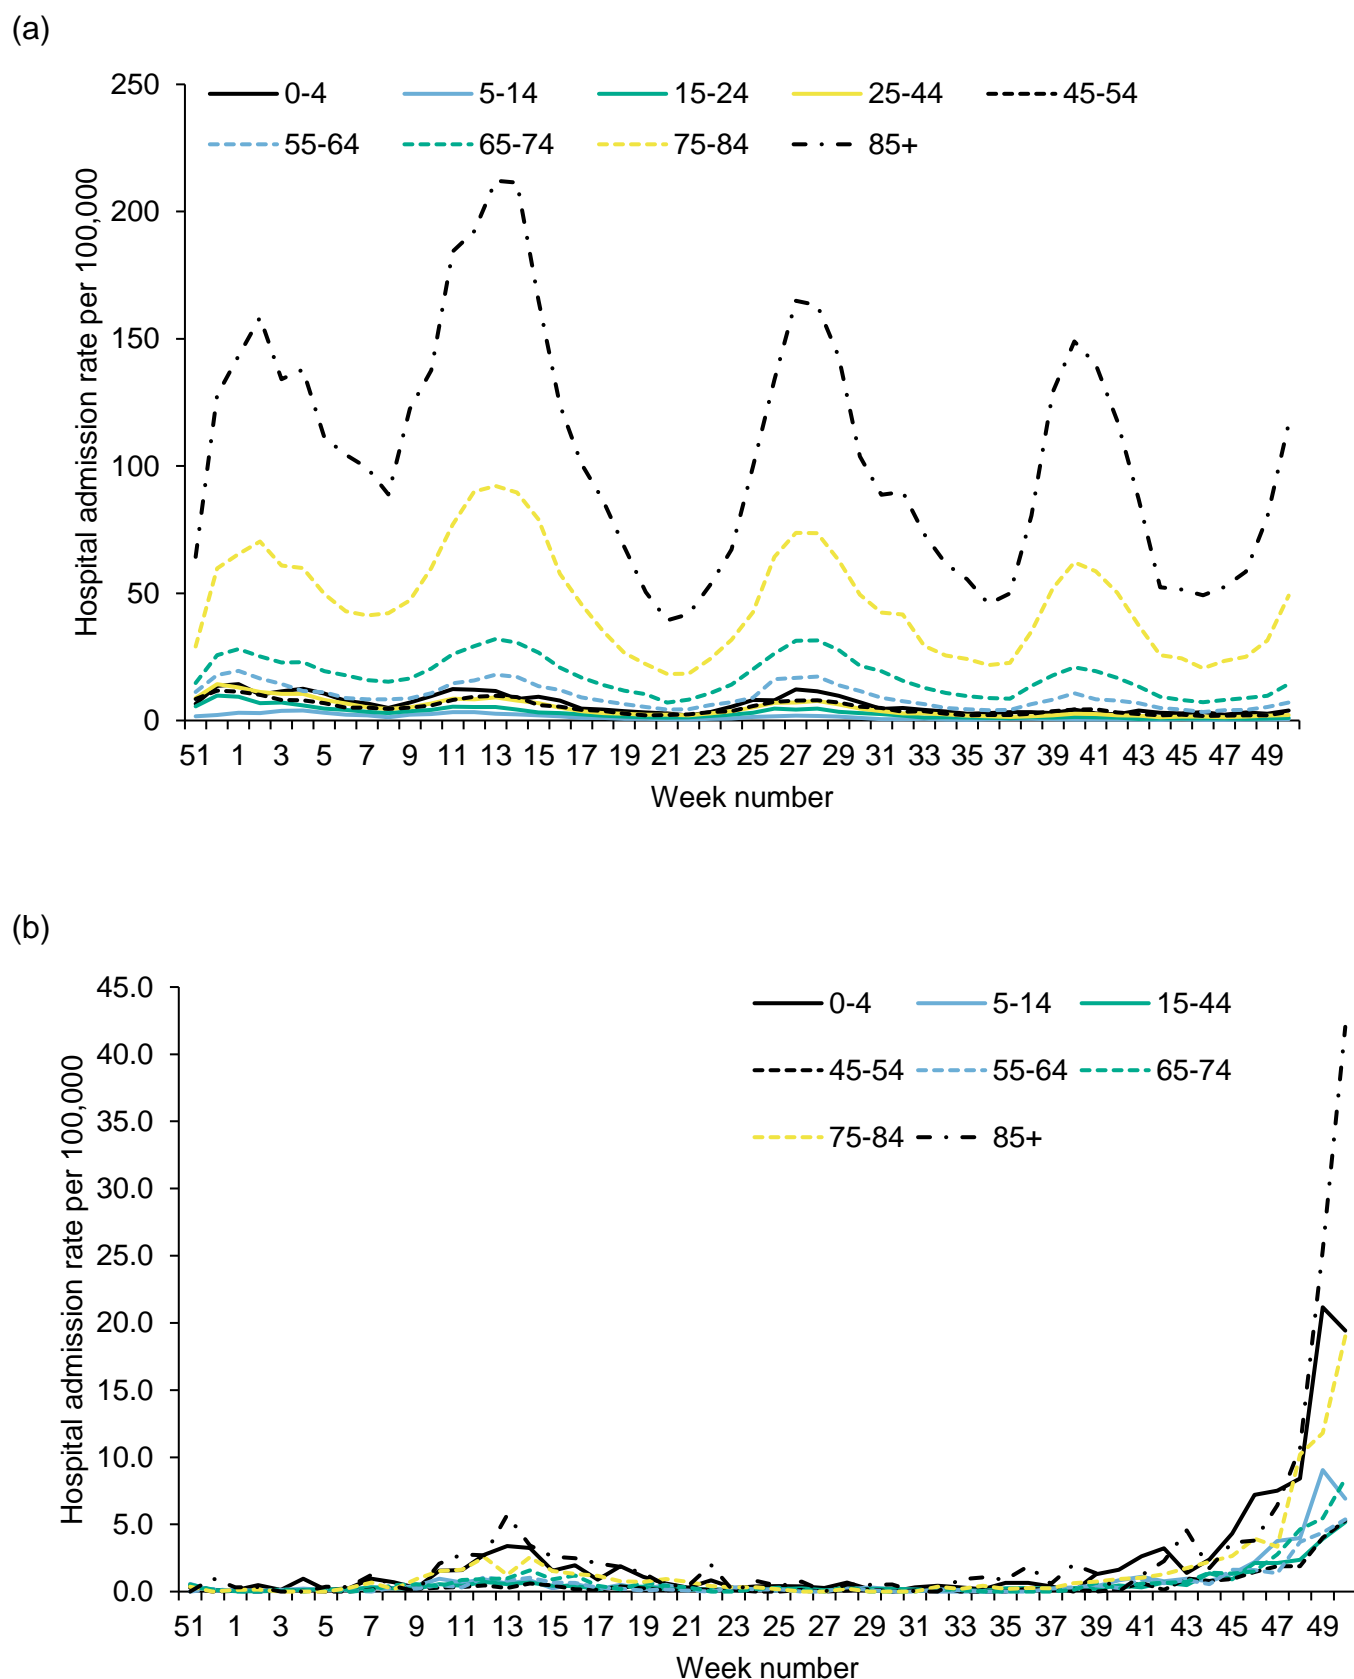 (a)
250
200
150
100
50
0
Hospital admission rate per 100,000
0-4 5-14 15-24 25-44 45-54
55-64 65-74 75-84 85+
51 1 3 5 7 9 11 13 15 17 19 21 23 25 27 29 31 33 35 37 39 41 43 45 47 49
Week number
(b)
45.0
40.0
35.0
30.0
25.0
20.0
15.0
10.0
5.0
0.0
Hospital admission rate per 100,000
0-4 5-14 15-44
45-54 55-64 65-74
75-84 85+
51 1 3 5 7 9 11 13 15 17 19 21 23 25 27 29 31 33 35 37 39 41 43 45 47 49
Week number